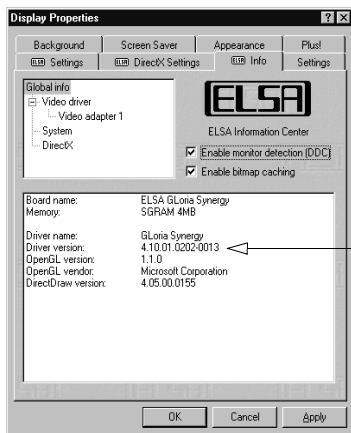 Display Properties
Background Screen Saver Appearance Plus!
ELSA Settings ELSA DirectX Settings ELSA Info Settings
Global info
Video driver
Video adapter 1
System
DirectX
ELSA
ELSA Information Center
Enable monitor detection (DDC)
Enable bitmap caching
Board name: ELSA GLoria Synergy
Memory: SGRAM 4MB
Driver name: GLoria Synergy
Driver version: 4.10.01.0202-0013
OpenGL version: 1.1.0
OpenGL vendor: Microsoft Corporation
DirectDraw version: 4.05.00.0155
OK Cancel Apply